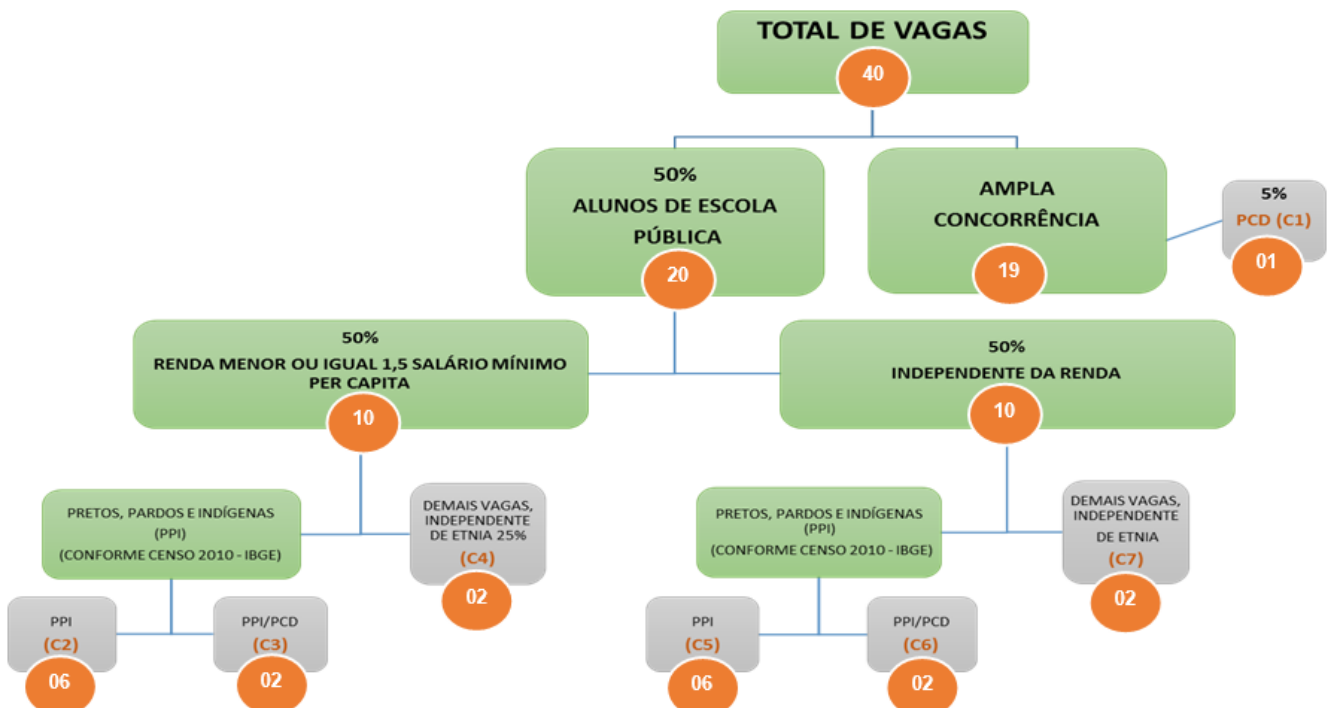 TOTAL DE VAGAS
40
50%
ALUNOS DE ESCOLA
PÚBLICA
20
AMPLA
CONCORRÊNCIA
19
5%
PCD (C1)
01
50%
RENDA MENOR OU IGUAL 1,5 SALÁRIO MÍNIMO
PER CAPITA
10
50%
INDEPENDENTE DA RENDA
10
PRETOS, PARDOS E INDÍGENAS
(PPI)
(CONFORME CENSO 2010 - IBGE)
DEMAIS VAGAS,
INDEPENDENTE
DE ETNIA 25%
(C4)
02
PPI
(C2)
06
PPI/PCD
(C3)
02
PRETOS, PARDOS E INDÍGENAS
(PPI)
(CONFORME CENSO 2010 - IBGE)
DEMAIS VAGAS,
INDEPENDENTE
DE ETNIA
(C7)
02
PPI
(C5)
06
PPI/PCD
(C6)
02